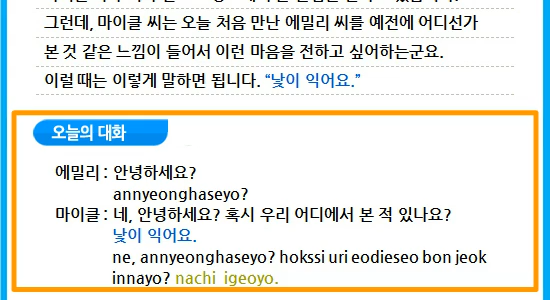 그런데, 마이클 씨는 오늘 처음 만난 에밀리 씨를 예전에 어디선가
본 것 같은 느낌이 들어서 이런 마음을 전하고 싶어하는군요.
이럴 때는 이렇게 말하면 됩니다. “낯이 익어요.”
오늘의 대화
에밀리 : 안녕하세요?
annyeonghaseyo?
마이클 : 네, 안녕하세요? 혹시 우리 어디에서 본 적 있나요?
낯이 익어요.
ne, annyeonghaseyo? hokssi uri eodieseo bon jeok
innayo? nachi igeoyo.